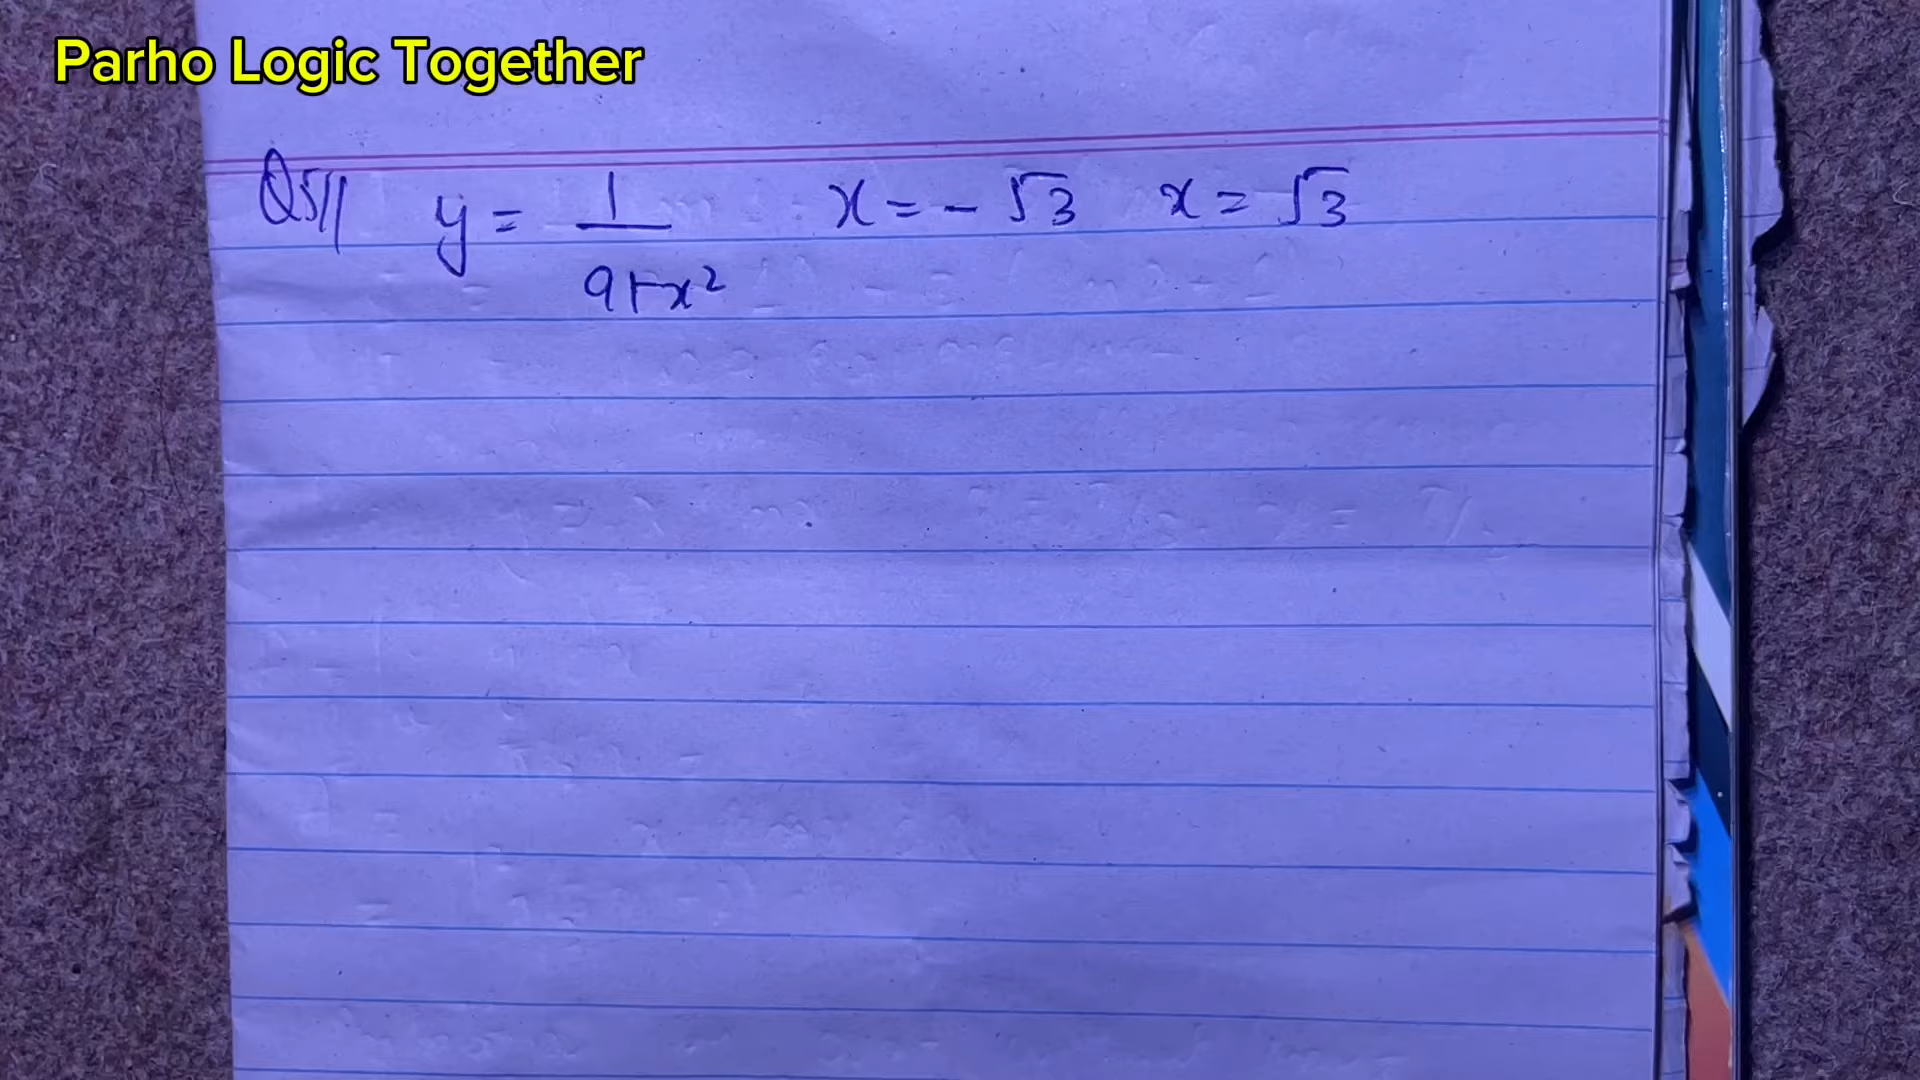 Parho Logic Together
Q5// y = 1/(9+x²) x = -√3 x = √3